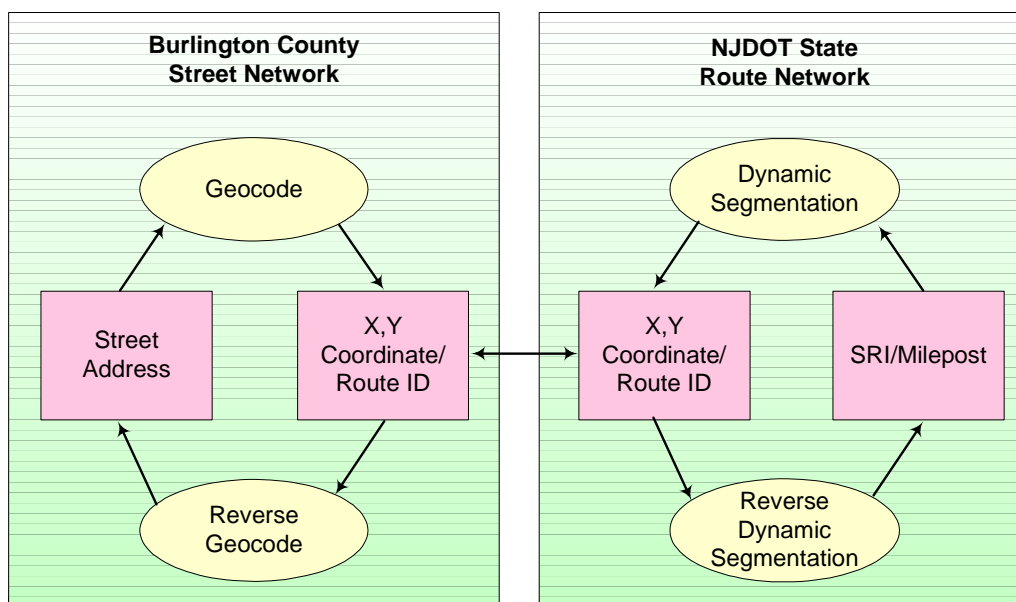 Burlington County
Street Network
Geocode
Street
Address
X,Y
Coordinate/
Route ID
Reverse
Geocode
NJDOT State
Route Network
Dynamic
Segmentation
X,Y
Coordinate/
Route ID
SRI/Milepost
Reverse
Dynamic
Segmentation